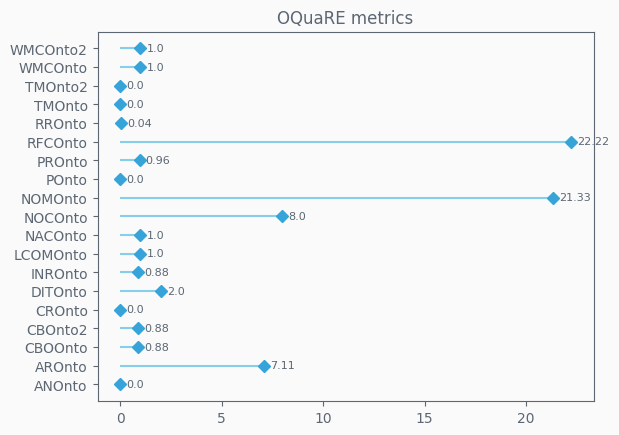 OQuaRE metrics
WMCOnto2 1.0
WMCOnto 1.0
TMOnto2 0.0
TMOnto 0.0
RROnto 0.04
RFCOnto 22.22
PROnto 0.96
POnto 0.0
NOMOnto 21.33
NOCOnto 8.0
NACOnto 1.0
LCOMOnto 1.0
INROnto 0.88
DITOnto 2.0
CROnto 0.0
CBOnto2 0.88
CBOOnto 0.88
AROnto 7.11
ANOnto 0.0
0 5 10 15 20